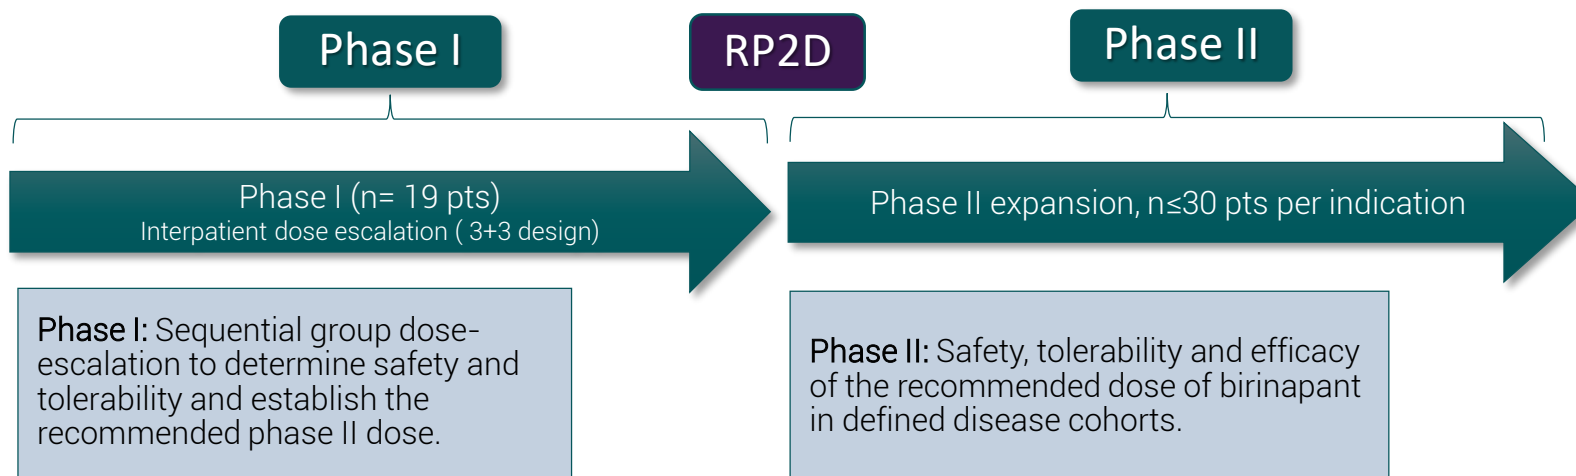 Phase I
RP2D
Phase II
Phase I (n= 19 pts)
Interpatient dose escalation ( 3+3 design)
Phase II expansion, n≤30 pts per indication
Phase I: Sequential group dose-
escalation to determine safety and
tolerability and establish the
recommended phase II dose.
Phase II: Safety, tolerability and efficacy
of the recommended dose of birinapant
in defined disease cohorts.